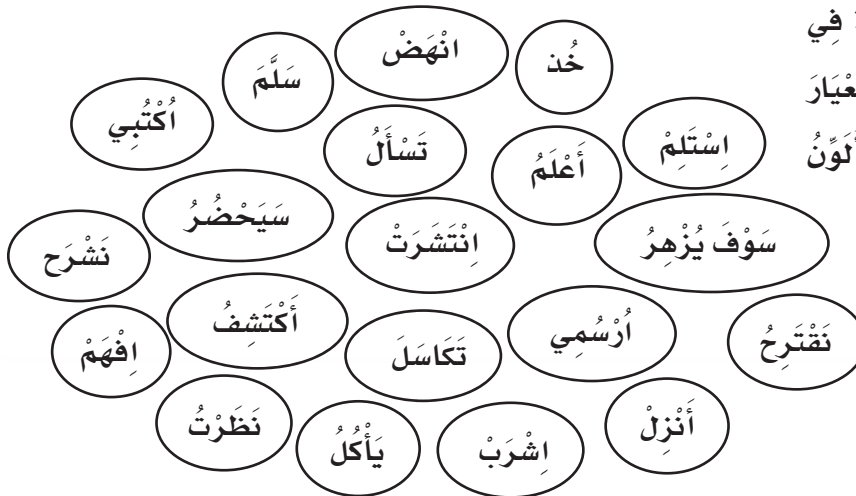 فِي
أُلَوِّنُ
خُذ
انْهَضْ
سَلَّمَ
اُكْتُبِي
اِسْتَلِمْ
أَعْلَمُ
تَسْأَلُ
سَيَحْضُرُ
سَوْفَ يُزْهِرُ
اِنْتَشَرَتْ
نَشْرَح
نَقْتَرِحُ
اُرْسُمِي
تَكَاسَلَ
أَكْتَشِفُ
اِفْهَمْ
أَنْزِلْ
اِشْرَبْ
يَأْكُلُ
نَظَرْتُ